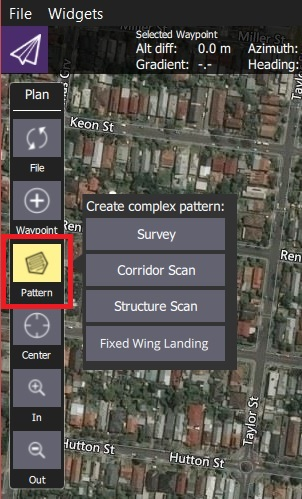 File Widgets
Miller St
Selected Waypoint
Alt diff: 0.0 m Azimuth:
Gradient: -.- Heading:
Plan
Keon St
File
Create complex pattern:
Waypoint
Survey
Ren
Ren
Corridor Scan
Pattern
Structure Scan
Center
Fixed Wing Landing
Taylor St
In
Hutton St
Hutton St
Out